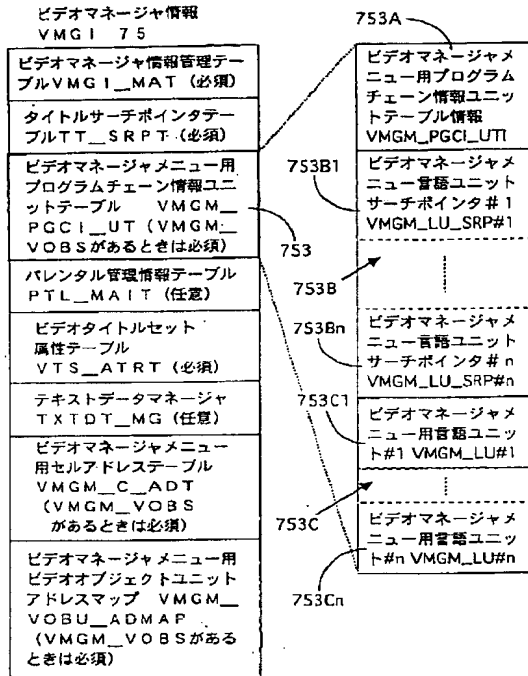 ビデオマネージャ情報
VMGI 75
ビデオマネージャ情報管理テー
ブルVMGI__MAT (必須)
タイトルサーチポインタテー
ブルTT__SRPT (必須)
ビデオマネージャメニュー用
プログラムチェーン情報ユニ
ットテーブル VMGM__
PGCI__UT (VMGM__
VOBSがあるときは必須)
753
パレンタル管理情報テーブル
PTL__MAIT (任意)
ビデオタイトルセット
属性テーブル
VTS__ATRT (必須)
テキストデータマネージャ
TXTDT__MG (任意)
ビデオマネージャメニュー
用セルアドレステーブル
VMGM__C__ADT
(VMGM__VOBS
があるときは必須)
ビデオマネージャメニュー用
ビデオオブジェクトユニット
アドレスマップ VMGM__
VOBU__ADMAP
(VMGM__VOBSがある
ときは必須)
753A
ビデオマネージャメ
ニュー用プログラム
チェーン情報ユニッ
トテーブル情報
VMGM_PGCI_UTI
753B1
ビデオマネージャメ
ニュー言語ユニット
サーチポインタ#1
VMGM_LU_SRP#1
753B
753Bn
ビデオマネージャメ
ニュー言語ユニット
サーチポインタ#n
VMGM_LU_SRP#n
753C1
ビデオマネージャメ
ニュー用言語ユニッ
ト#1 VMGM_LU#1
753C
ビデオマネージャメ
ニュー用言語ユニッ
ト#n VMGM_LU#n
753Cn